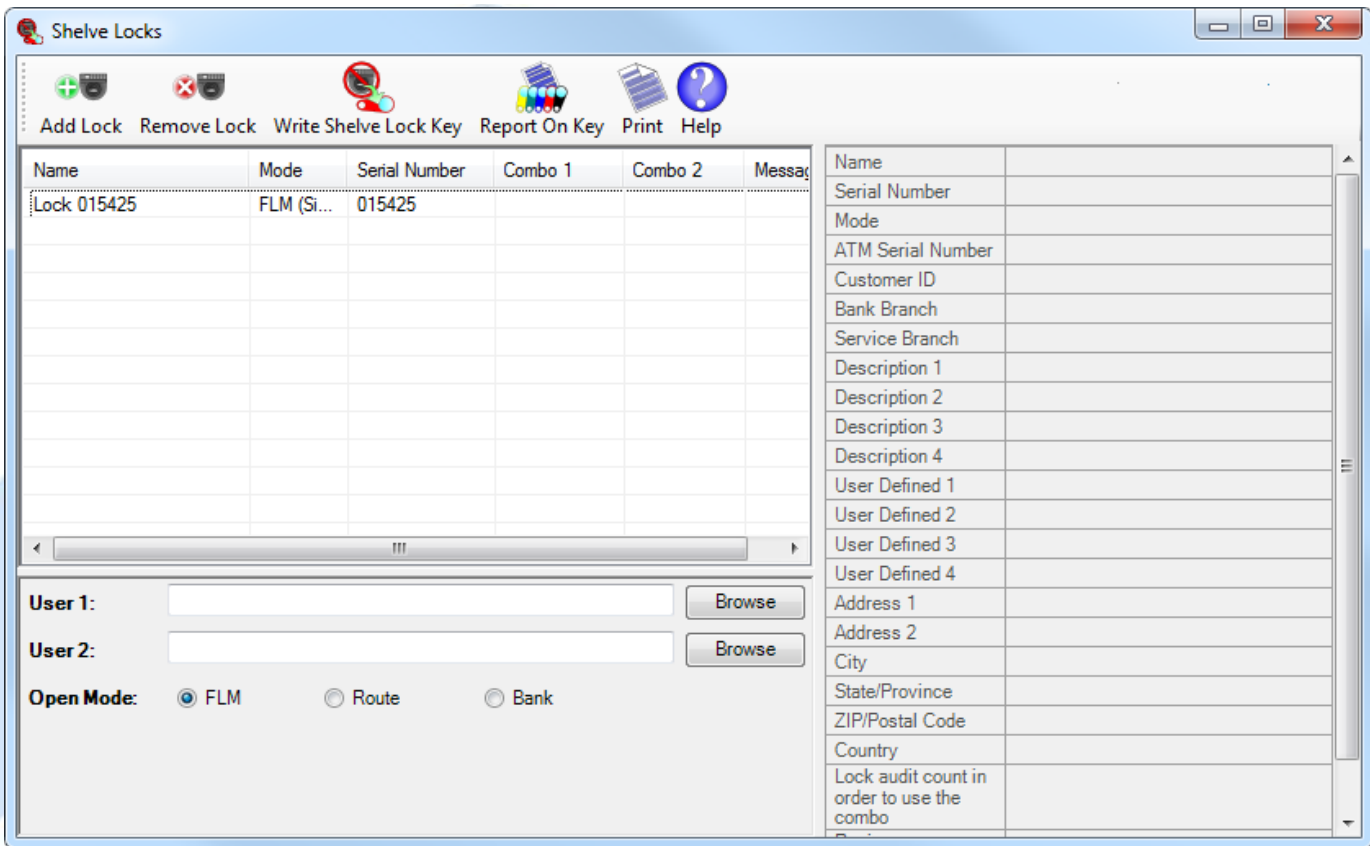 Shelve Locks
Add Lock Remove Lock Write Shelve Lock Key Report On Key Print Help
Name Mode Serial Number Combo 1 Combo 2 Messag
Lock 015425 FLM (Si... 015425
User 1: Browse
User 2: Browse
Open Mode: FLM Route Bank
Name
Serial Number
Mode
ATM Serial Number
Customer ID
Bank Branch
Service Branch
Description 1
Description 2
Description 3
Description 4
User Defined 1
User Defined 2
User Defined 3
User Defined 4
Address 1
Address 2
City
State/Province
ZIP/Postal Code
Country
Lock audit count in
order to use the
combo